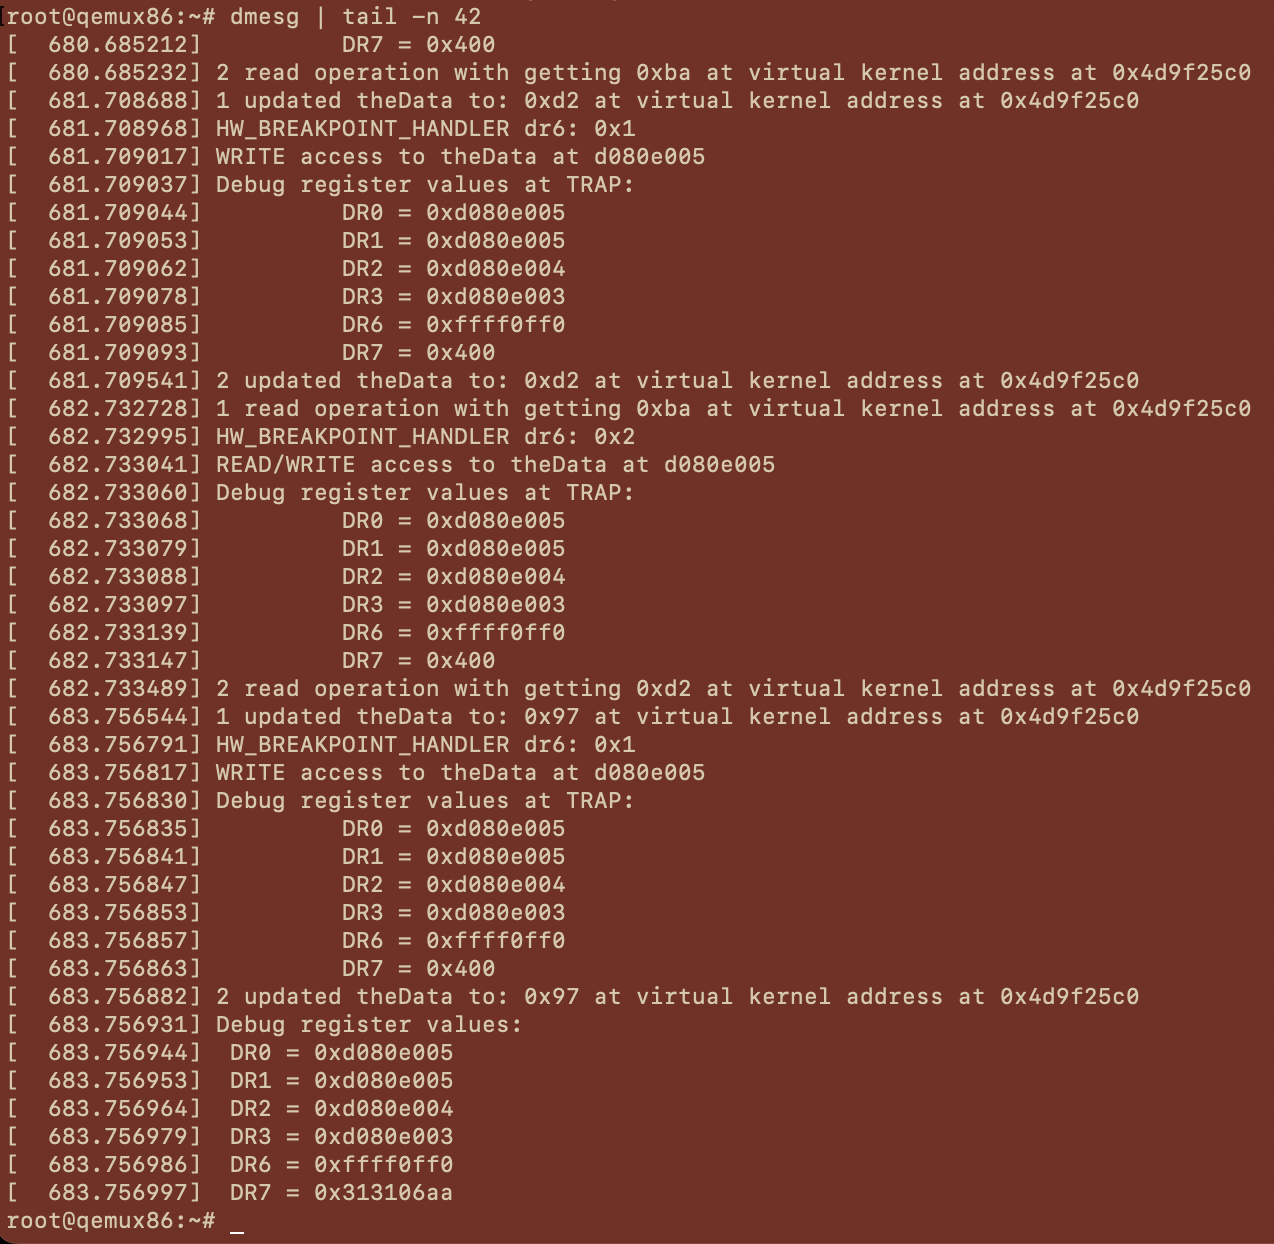 root@qemux86:~# dmesg | tail -n 42
[  680.685212]          DR7 = 0x400
[  680.685232] 2 read operation with getting 0xba at virtual kernel address at 0x4d9f25c0
[  681.708688] 1 updated theData to: 0xd2 at virtual kernel address at 0x4d9f25c0
[  681.708968] HW_BREAKPOINT_HANDLER dr6: 0x1
[  681.709017] WRITE access to theData at d080e005
[  681.709037] Debug register values at TRAP:
[  681.709044]          DR0 = 0xd080e005
[  681.709053]          DR1 = 0xd080e005
[  681.709062]          DR2 = 0xd080e004
[  681.709078]          DR3 = 0xd080e003
[  681.709085]          DR6 = 0xffff0ff0
[  681.709093]          DR7 = 0x400
[  681.709541] 2 updated theData to: 0xd2 at virtual kernel address at 0x4d9f25c0
[  682.732728] 1 read operation with getting 0xba at virtual kernel address at 0x4d9f25c0
[  682.732995] HW_BREAKPOINT_HANDLER dr6: 0x2
[  682.733041] READ/WRITE access to theData at d080e005
[  682.733060] Debug register values at TRAP:
[  682.733068]          DR0 = 0xd080e005
[  682.733079]          DR1 = 0xd080e005
[  682.733088]          DR2 = 0xd080e004
[  682.733097]          DR3 = 0xd080e003
[  682.733139]          DR6 = 0xffff0ff0
[  682.733147]          DR7 = 0x400
[  682.733489] 2 read operation with getting 0xd2 at virtual kernel address at 0x4d9f25c0
[  683.756544] 1 updated theData to: 0x97 at virtual kernel address at 0x4d9f25c0
[  683.756791] HW_BREAKPOINT_HANDLER dr6: 0x1
[  683.756817] WRITE access to theData at d080e005
[  683.756830] Debug register values at TRAP:
[  683.756835]          DR0 = 0xd080e005
[  683.756841]          DR1 = 0xd080e005
[  683.756847]          DR2 = 0xd080e004
[  683.756853]          DR3 = 0xd080e003
[  683.756857]          DR6 = 0xffff0ff0
[  683.756863]          DR7 = 0x400
[  683.756882] 2 updated theData to: 0x97 at virtual kernel address at 0x4d9f25c0
[  683.756931] Debug register values:
[  683.756944]  DR0 = 0xd080e005
[  683.756953]  DR1 = 0xd080e005
[  683.756964]  DR2 = 0xd080e004
[  683.756979]  DR3 = 0xd080e003
[  683.756986]  DR6 = 0xffff0ff0
[  683.756997]  DR7 = 0x313106aa
root@qemux86:~# _